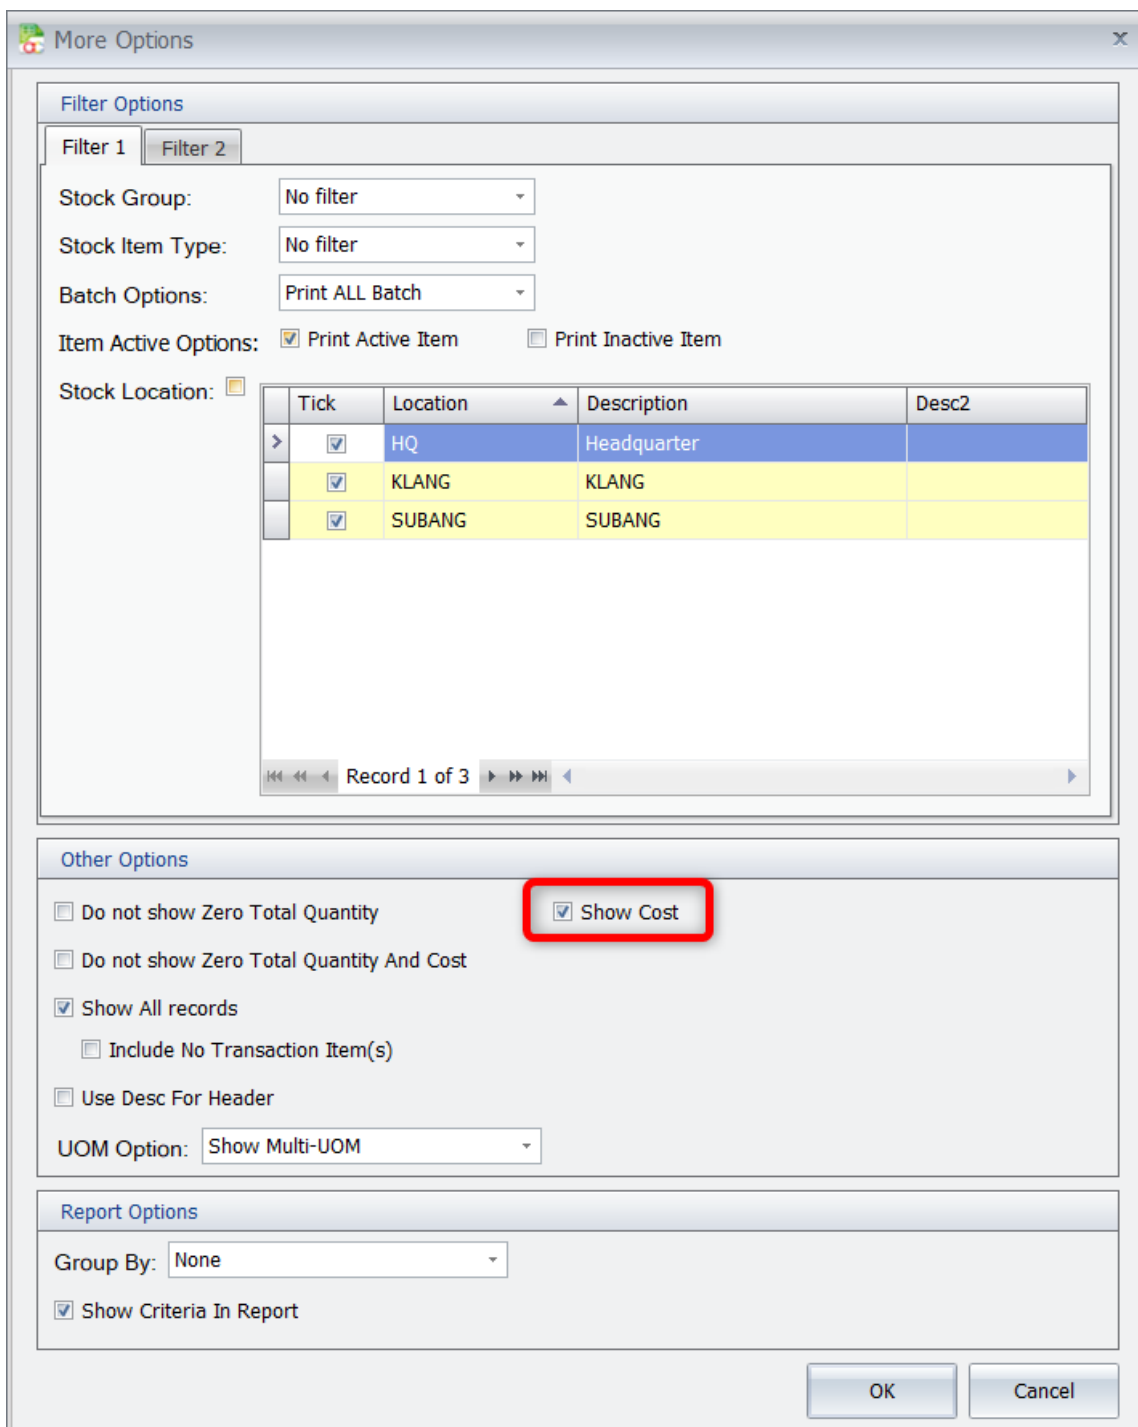 More Options
Filter Options
Filter 1 Filter 2
Stock Group: No filter
Stock Item Type: No filter
Batch Options: Print ALL Batch
Item Active Options: Print Active Item Print Inactive Item
Stock Location:
Tick Location Description Desc2
HQ Headquarter
KLANG KLANG
SUBANG SUBANG
Record 1 of 3
Other Options
Do not show Zero Total Quantity Show Cost
Do not show Zero Total Quantity And Cost
Show All records
Include No Transaction Item(s)
Use Desc For Header
UOM Option: Show Multi-UOM
Report Options
Group By: None
Show Criteria In Report
OK Cancel